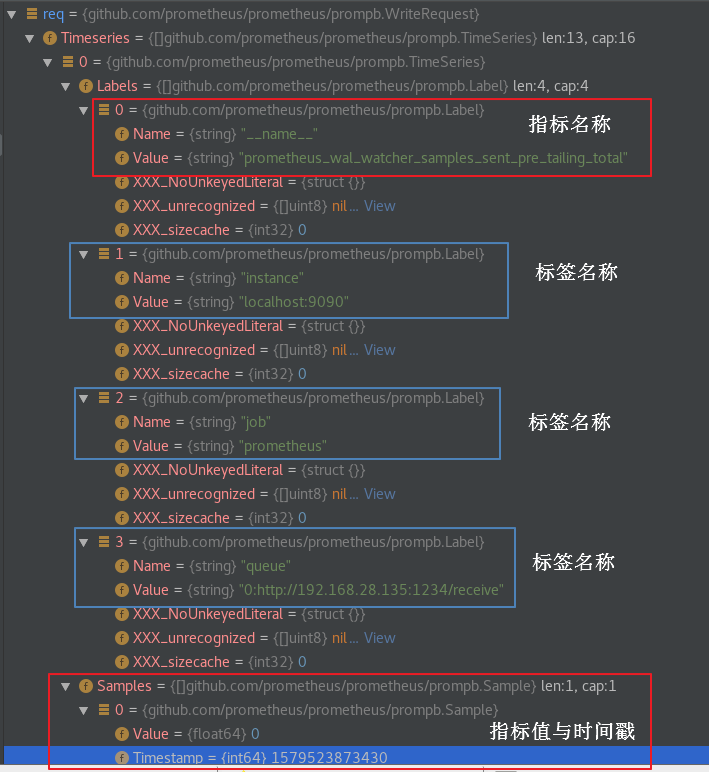 req = {github.com/prometheus/prometheus/prompb.WriteRequest}
f Timeseries = {[]github.com/prometheus/prometheus/prompb.TimeSeries} len:13, cap:16
0 = {github.com/prometheus/prometheus/prompb.TimeSeries}
f Labels = {[]github.com/prometheus/prometheus/prompb.Label} len:4, cap:4
0 = {github.com/prometheus/prometheus/prompb.Label} 指标名称
f Name = {string} "__name__"
f Value = {string} "prometheus_wal_watcher_samples_sent_pre_tailing_total"
f XXX_NoUnkeyedLiteral = {struct {}}
f XXX_unrecognized = {[]uint8} nil... View
f XXX_sizecache = {int32} 0
1 = {github.com/prometheus/prometheus/prompb.Label} 标签名称
f Name = {string} "instance"
f Value = {string} "localhost:9090"
f XXX_NoUnkeyedLiteral = {struct {}}
f XXX_unrecognized = {[]uint8} nil... View
f XXX_sizecache = {int32} 0
2 = {github.com/prometheus/prometheus/prompb.Label}
f Name = {string} "job" 标签名称
f Value = {string} "prometheus"
f XXX_NoUnkeyedLiteral = {struct {}}
f XXX_unrecognized = {[]uint8} nil... View
f XXX_sizecache = {int32} 0
3 = {github.com/prometheus/prometheus/prompb.Label}
f Name = {string} "queue" 标签名称
f Value = {string} "0:http://192.168.28.135:1234/receive"
f XXX_NoUnkeyedLiteral = {struct {}}
f XXX_unrecognized = {[]uint8} nil... View
f XXX_sizecache = {int32} 0
f Samples = {[]github.com/prometheus/prometheus/prompb.Sample} len:1, cap:1
0 = {github.com/prometheus/prometheus/prompb.Sample}
f Value = {float64} 0 指标值与时间戳
f Timestamp = {int64} 1579523873430